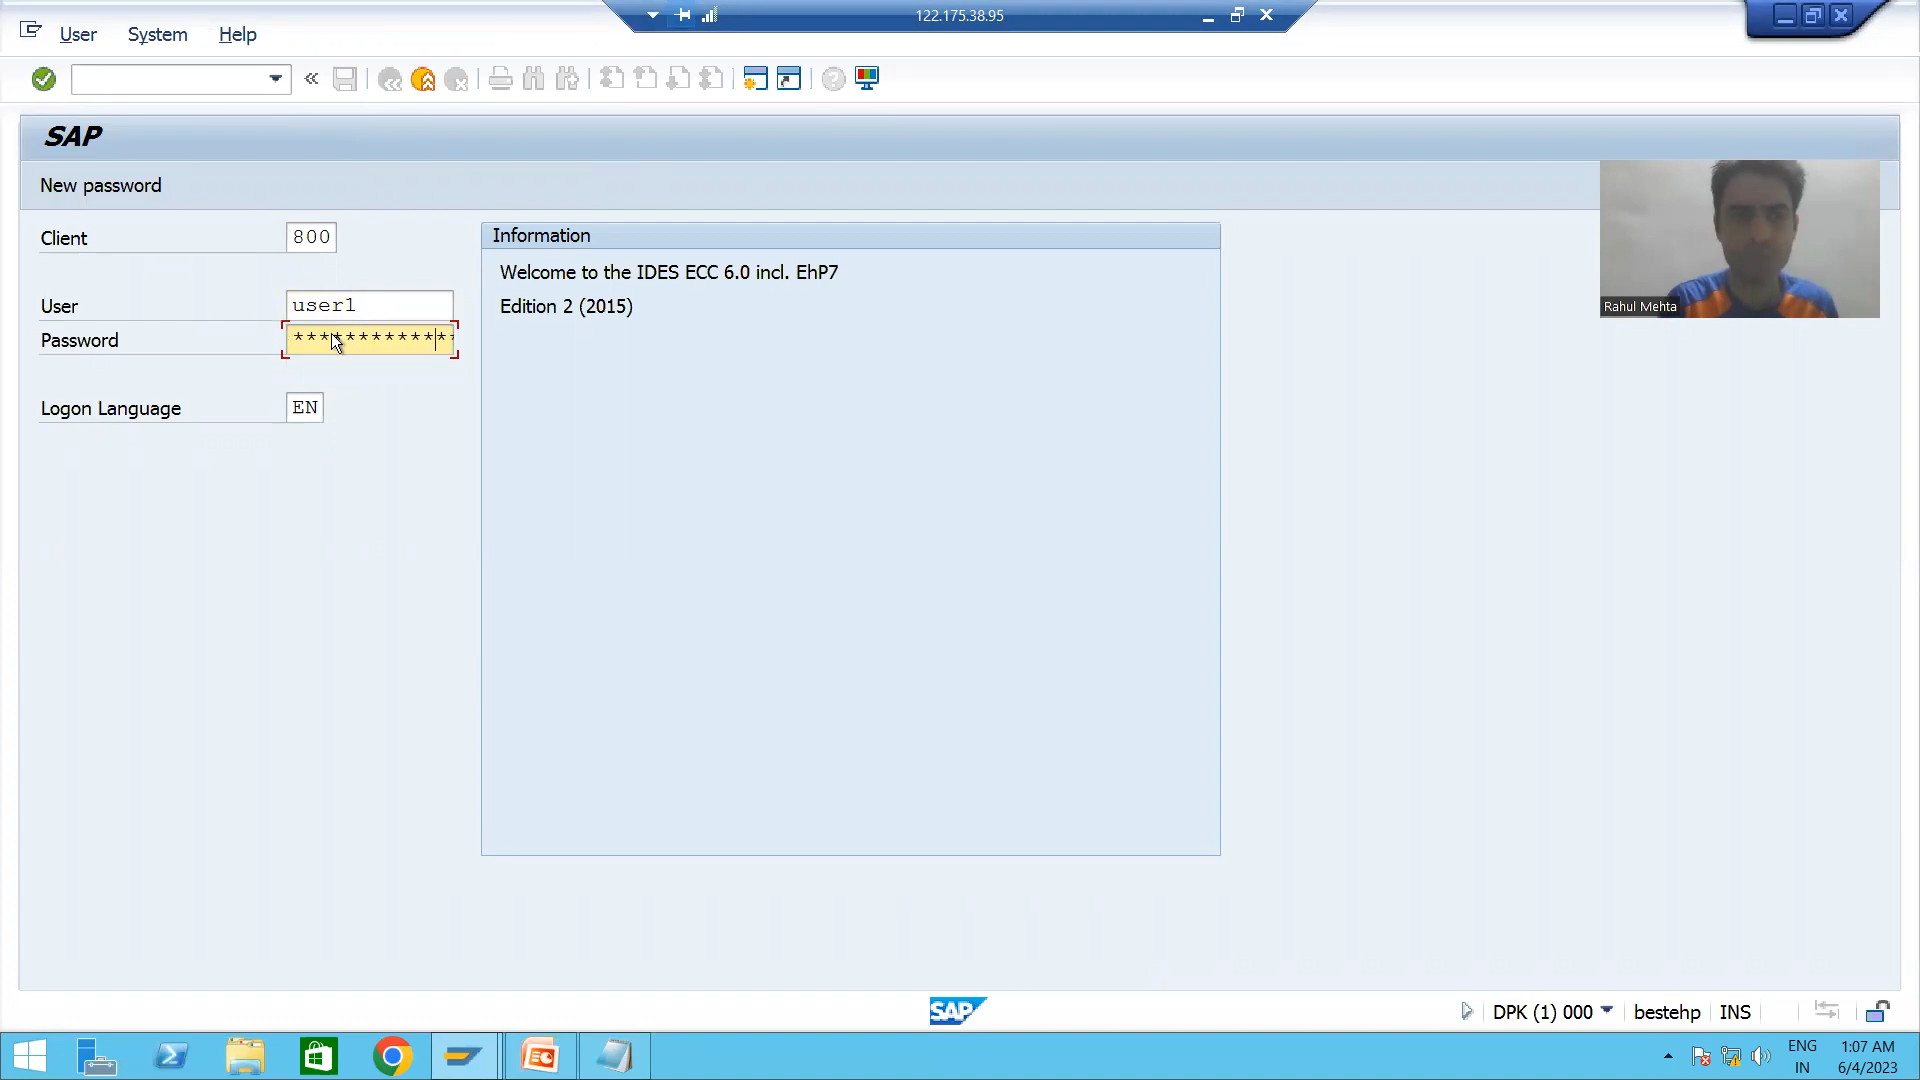 122.175.38.95
User System Help
SAP
New password
Client 800
User user1
Password *************
Logon Language EN
Information
Welcome to the IDES ECC 6.0 incl. EhP7
Edition 2 (2015)
Rahul Mehta
SAP
DPK (1) 000 bestehp INS
ENG 1:07 AM
IN 6/4/2023